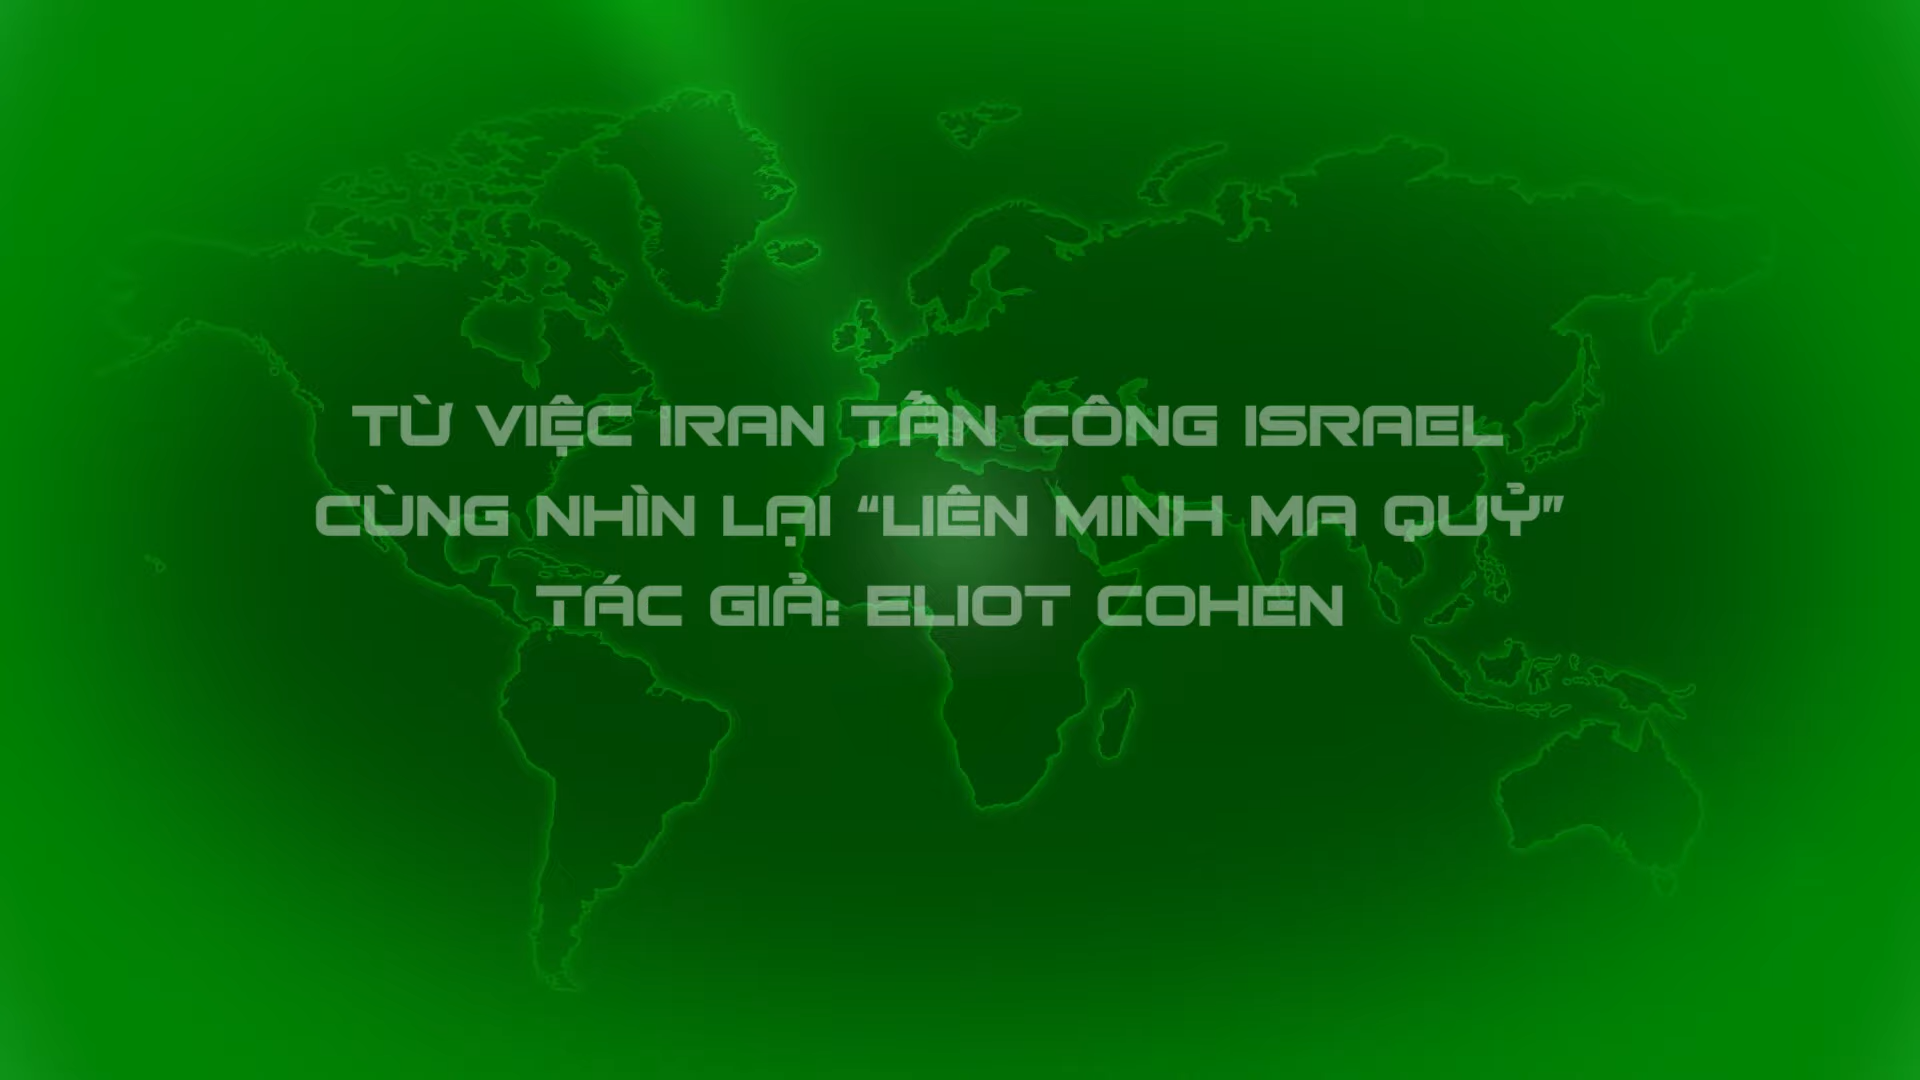 TỪ VIỆC IRAN TẤN CÔNG ISRAEL
CÙNG NHÌN LẠI “LIÊN MINH MA QUỶ”
TÁC GIẢ: ELIOT COHEN